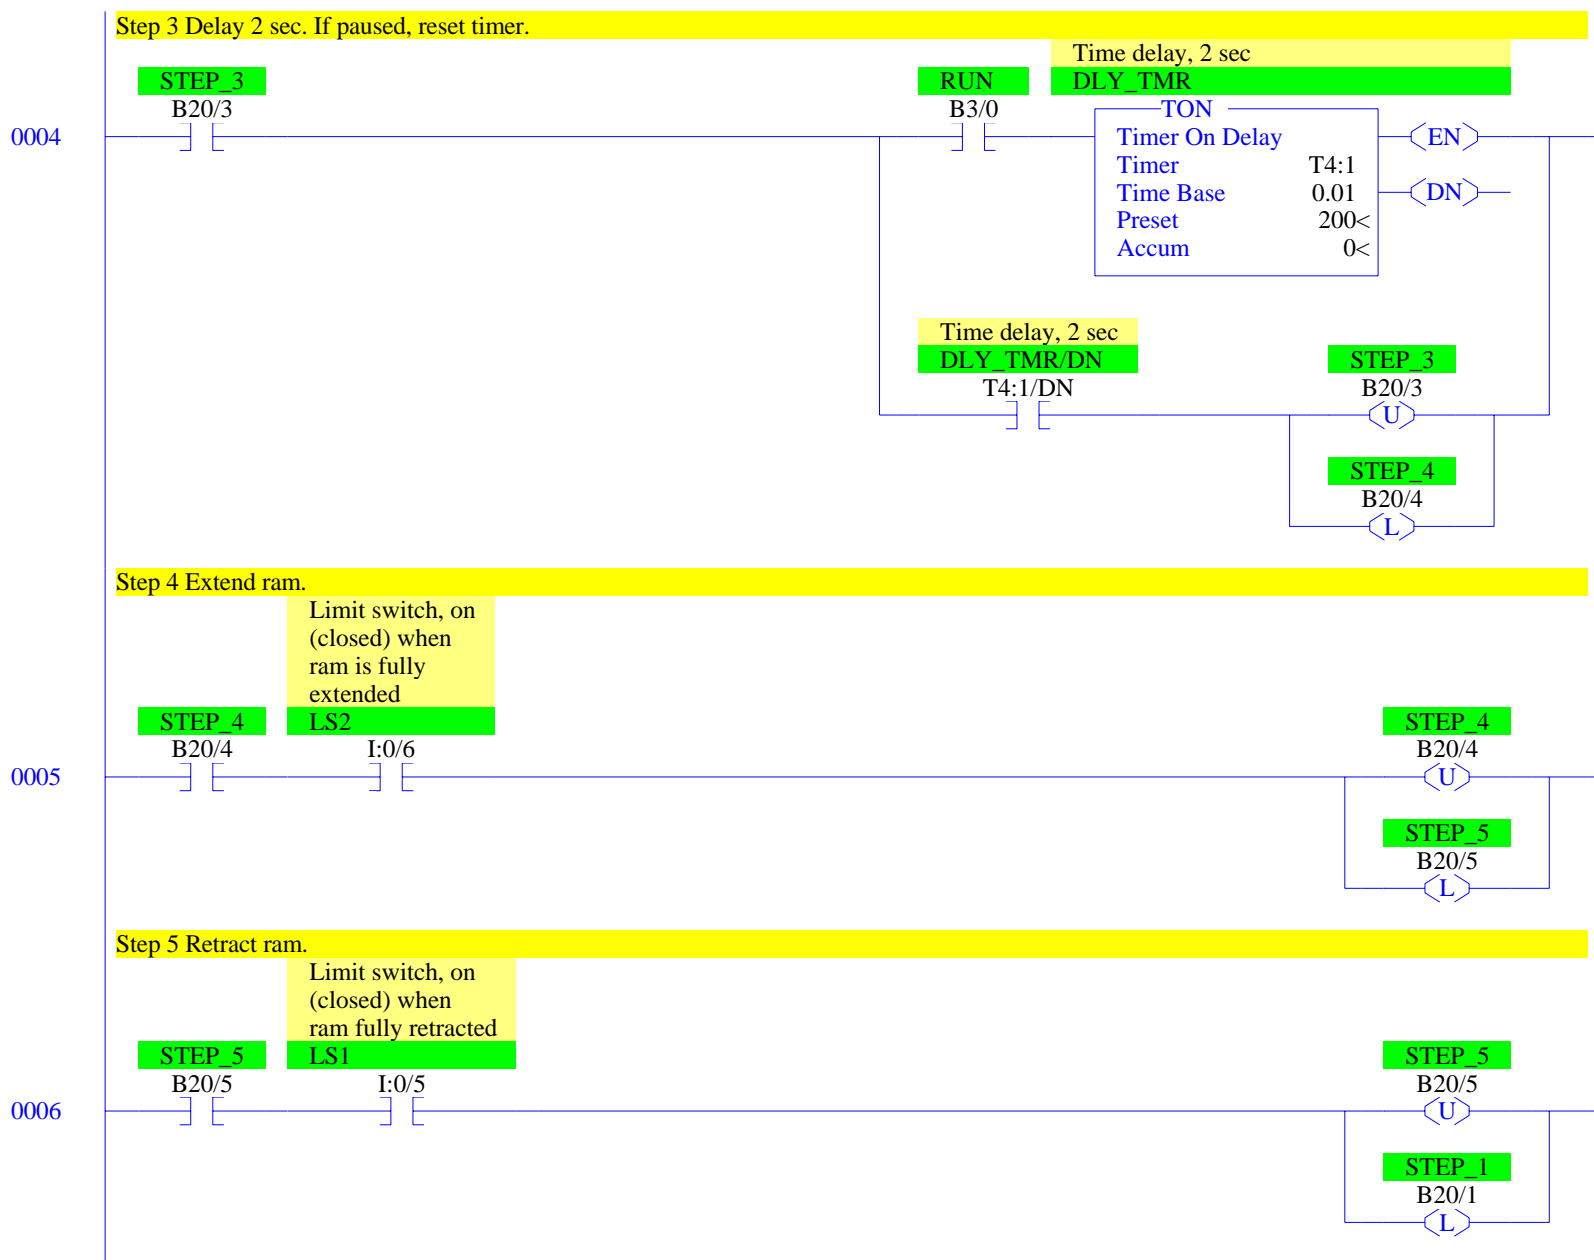 Step 3 Delay 2 sec. If paused, reset timer.
Time delay, 2 sec
STEP_3
RUN
DLY_TMR
B20/3
B3/0
TON
0004
Timer On Delay
EN
Timer T4:1
Time Base 0.01
DN
Preset 200<
Accum 0<
Time delay, 2 sec
DLY_TMR/DN
STEP_3
T4:1/DN
B20/3
U
STEP_4
B20/4
L
Step 4 Extend ram.
Limit switch, on
(closed) when
ram is fully
extended
STEP_4
LS2
STEP_4
B20/4
I:0/6
B20/4
0005
U
STEP_5
B20/5
L
Step 5 Retract ram.
Limit switch, on
(closed) when
ram fully retracted
STEP_5
LS1
STEP_5
B20/5
I:0/5
B20/5
0006
U
STEP_1
B20/1
L